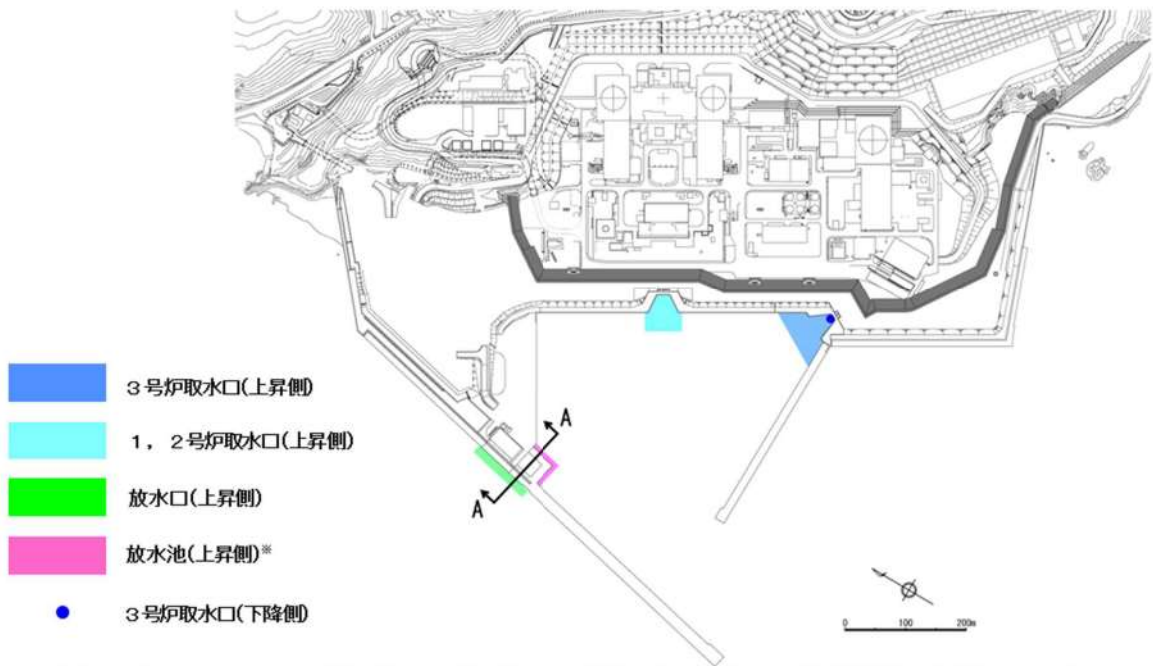 3号炉取水口(上昇側)
1，2号炉取水口(上昇側)
放水口(上昇側)
放水池(上昇側)※
3号炉取水口(下降側)
A
A
0 100 200m